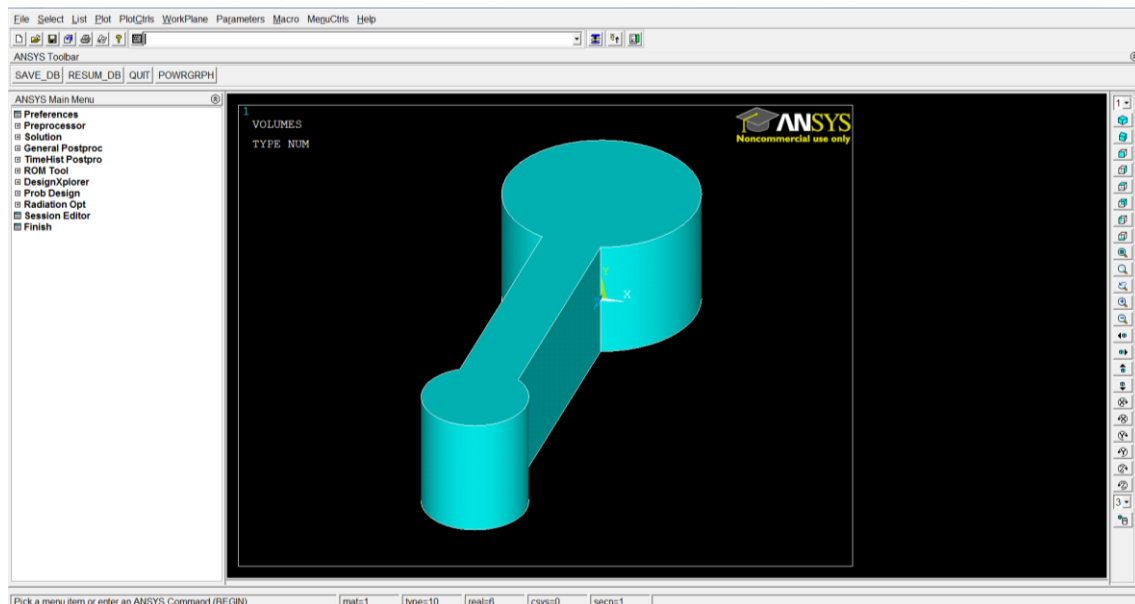 File Select List Plot PlotCtrls WorkPlane Parameters Macro MenuCtrls Help
ANSYS Toolbar
SAVE_DB RESUM_DB QUIT POWRGRPH
ANSYS Main Menu
Preferences
Preprocessor
Solution
General Postproc
TimeHist Postpro
ROM Tool
DesignXplorer
Prob Design
Radiation Opt
Session Editor
Finish
1
VOLUMES
TYPE NUM
ANSYS
Noncommercial use only
Y
X
Z
1
3
Pick a menu item or enter an ANSYS Command (BEGIN) mat=1 type=10 real=6 csys=0 secn=1